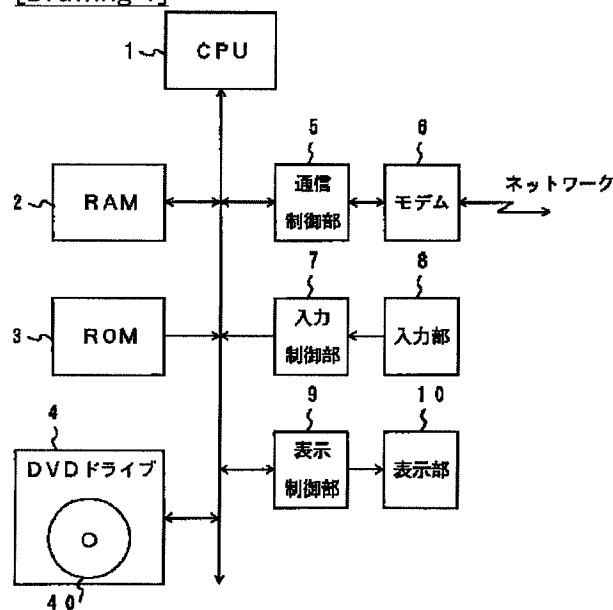 [Drawing 1]
1
CPU
5
6
ネットワーク
2
RAM
通信
制御部
モデム
7
8
3
ROM
入力
制御部
入力部
9
10
4
DVDドライブ
表示
制御部
表示部
40